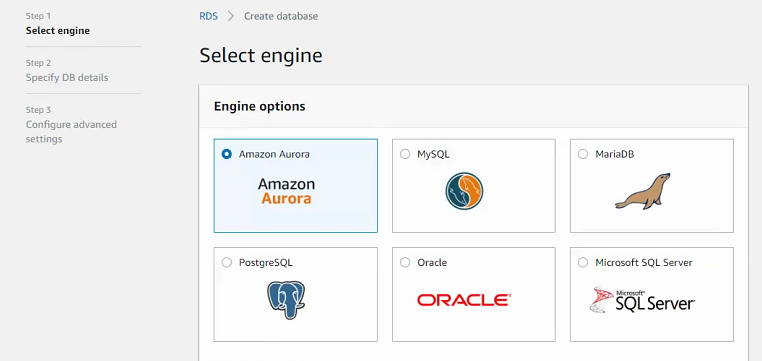 Step 1
Select engine
Step 2
Specify DB details
Step 3
Configure advanced
settings
RDS > Create database
Select engine
Engine options
Amazon Aurora
Amazon
Aurora
MySQL
MariaDB
PostgreSQL
Oracle
ORACLE®
Microsoft SQL Server
Microsoft®
SQL Server®